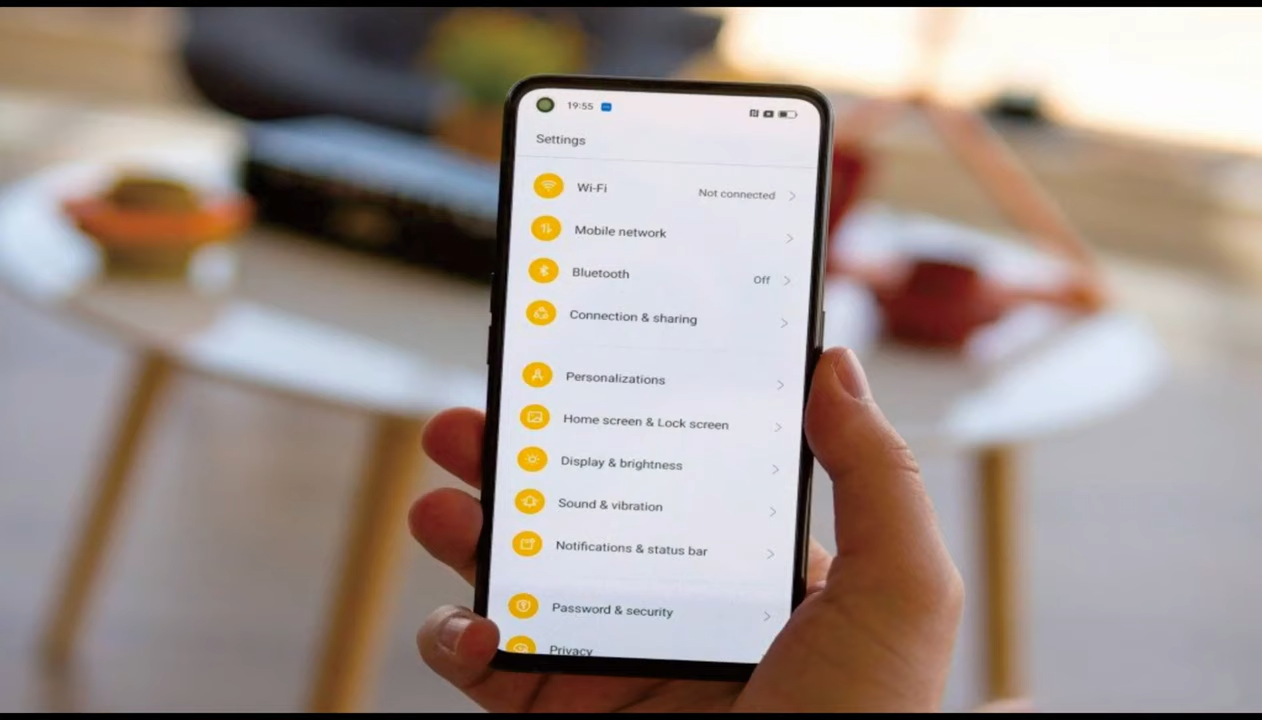 19:55
Settings
Wi-Fi Not connected
Mobile network
Bluetooth Off
Connection & sharing
Personalizations
Home screen & Lock screen
Display & brightness
Sound & vibration
Notifications & status bar
Password & security
Privacy